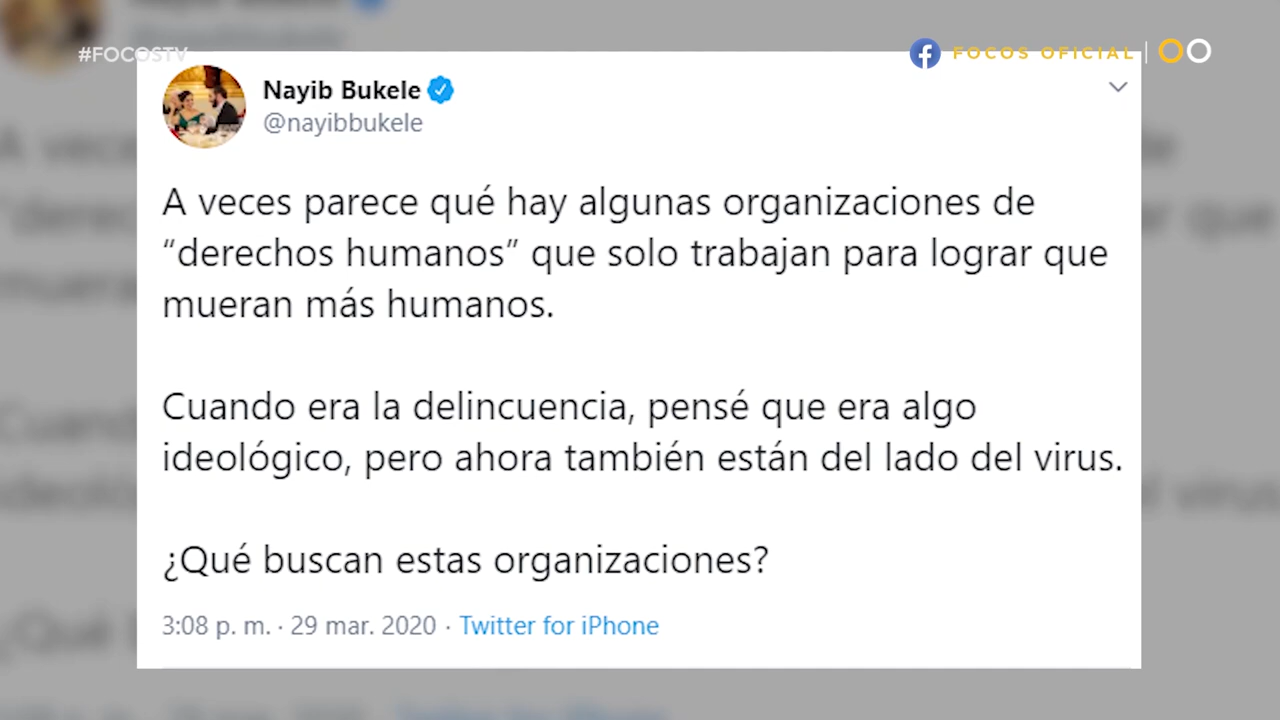 #FOCOSTV
FOCOS OFICIAL
Nayib Bukele
@nayibbukele
A veces parece qué hay algunas organizaciones de
“derechos humanos” que solo trabajan para lograr que
mueran más humanos.
Cuando era la delincuencia, pensé que era algo
ideológico, pero ahora también están del lado del virus.
¿Qué buscan estas organizaciones?
3:08 p. m. · 29 mar. 2020 · Twitter for iPhone